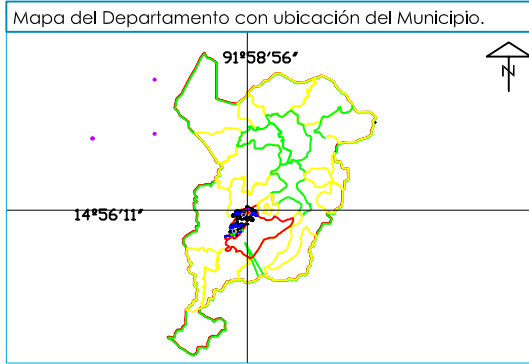 Mapa del Departamento con ubicación del Municipio.
91º58'56"
N
14º56'11"